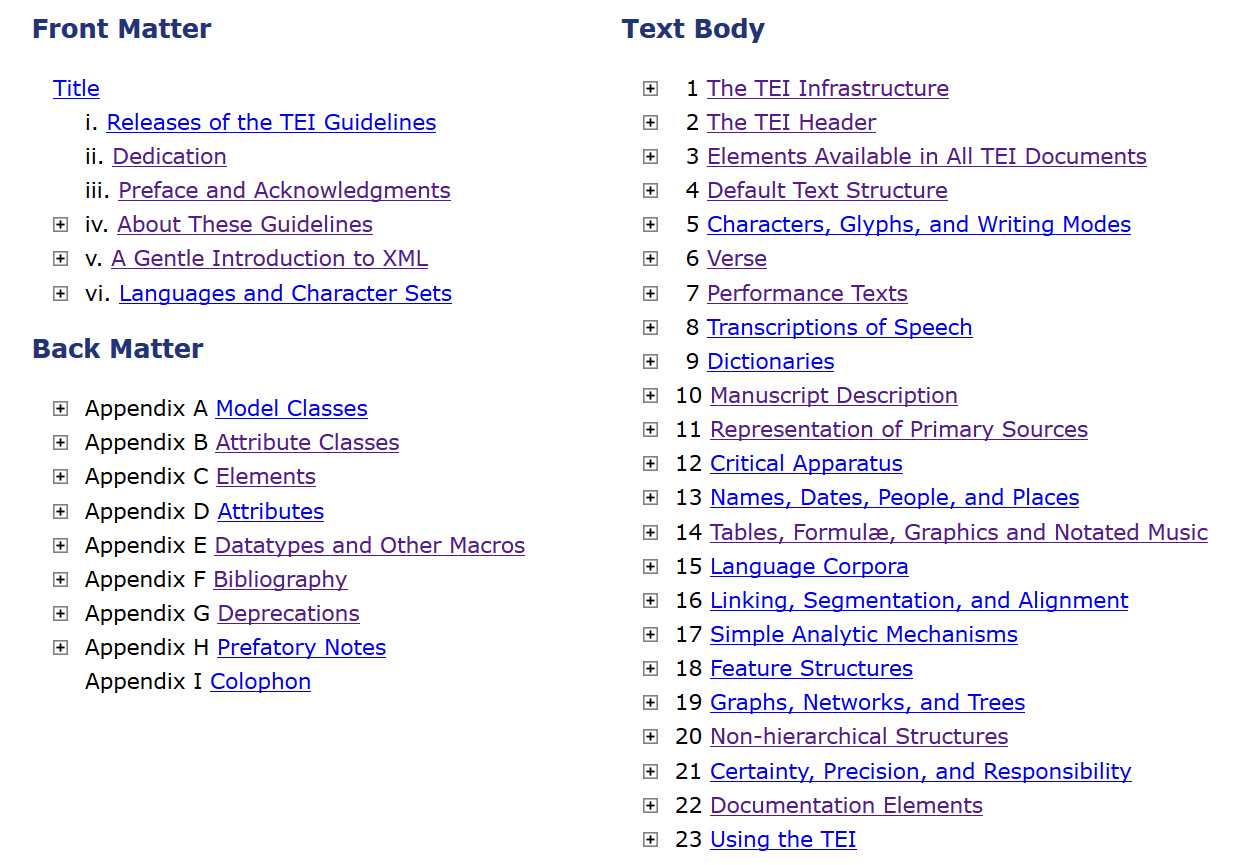 Front Matter
Title
i. Releases of the TEI Guidelines
ii. Dedication
iii. Preface and Acknowledgments
iv. About These Guidelines
v. A Gentle Introduction to XML
vi. Languages and Character Sets
Back Matter
Appendix A Model Classes
Appendix B Attribute Classes
Appendix C Elements
Appendix D Attributes
Appendix E Datatypes and Other Macros
Appendix F Bibliography
Appendix G Deprecations
Appendix H Prefatory Notes
Appendix I Colophon
Text Body
1 The TEI Infrastructure
2 The TEI Header
3 Elements Available in All TEI Documents
4 Default Text Structure
5 Characters, Glyphs, and Writing Modes
6 Verse
7 Performance Texts
8 Transcriptions of Speech
9 Dictionaries
10 Manuscript Description
11 Representation of Primary Sources
12 Critical Apparatus
13 Names, Dates, People, and Places
14 Tables, Formulæ, Graphics and Notated Music
15 Language Corpora
16 Linking, Segmentation, and Alignment
17 Simple Analytic Mechanisms
18 Feature Structures
19 Graphs, Networks, and Trees
20 Non-hierarchical Structures
21 Certainty, Precision, and Responsibility
22 Documentation Elements
23 Using the TEI